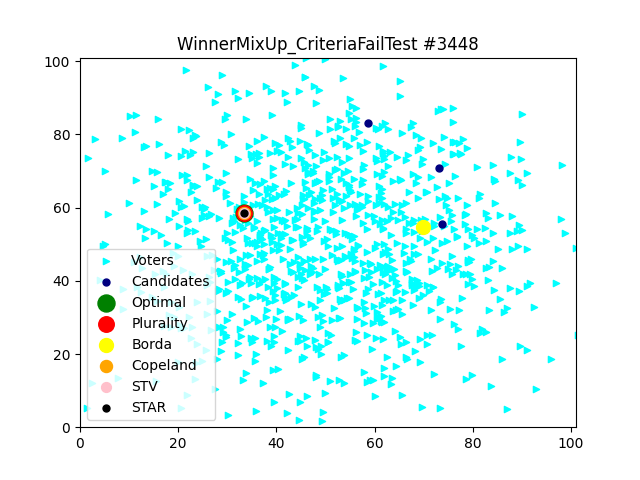 WinnerMixUp_CriteriaFailTest #3448
100
80
60
40
20
0
Voters
Candidates
Optimal
Plurality
Borda
Copeland
STV
STAR
0 20 40 60 80 100